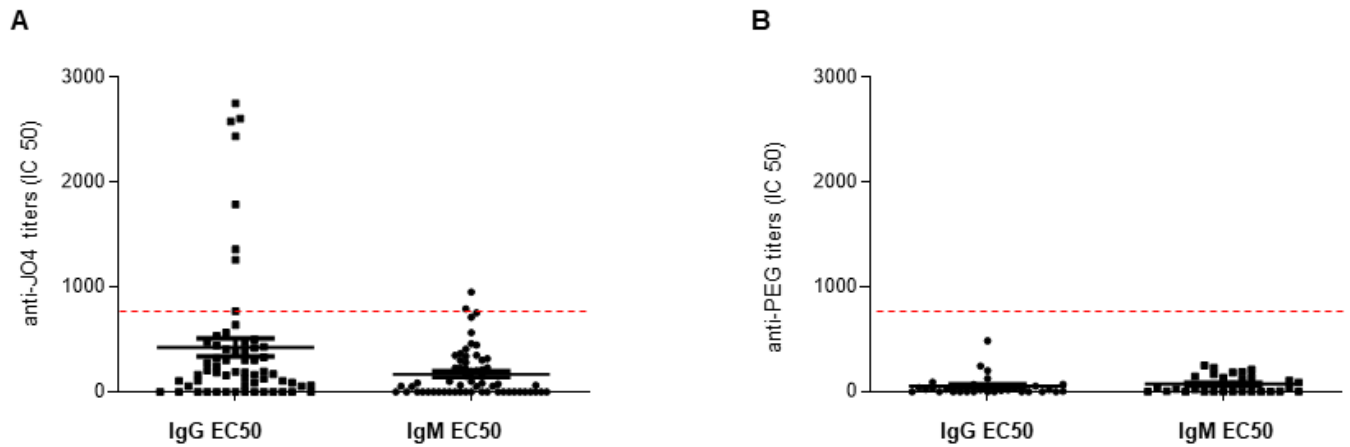 A
anti-JO4 titers (IC 50)
3000
2000
1000
0
IgG EC50
IgM EC50
B
anti-PEG titers (IC 50)
3000
2000
1000
0
IgG EC50
IgM EC50